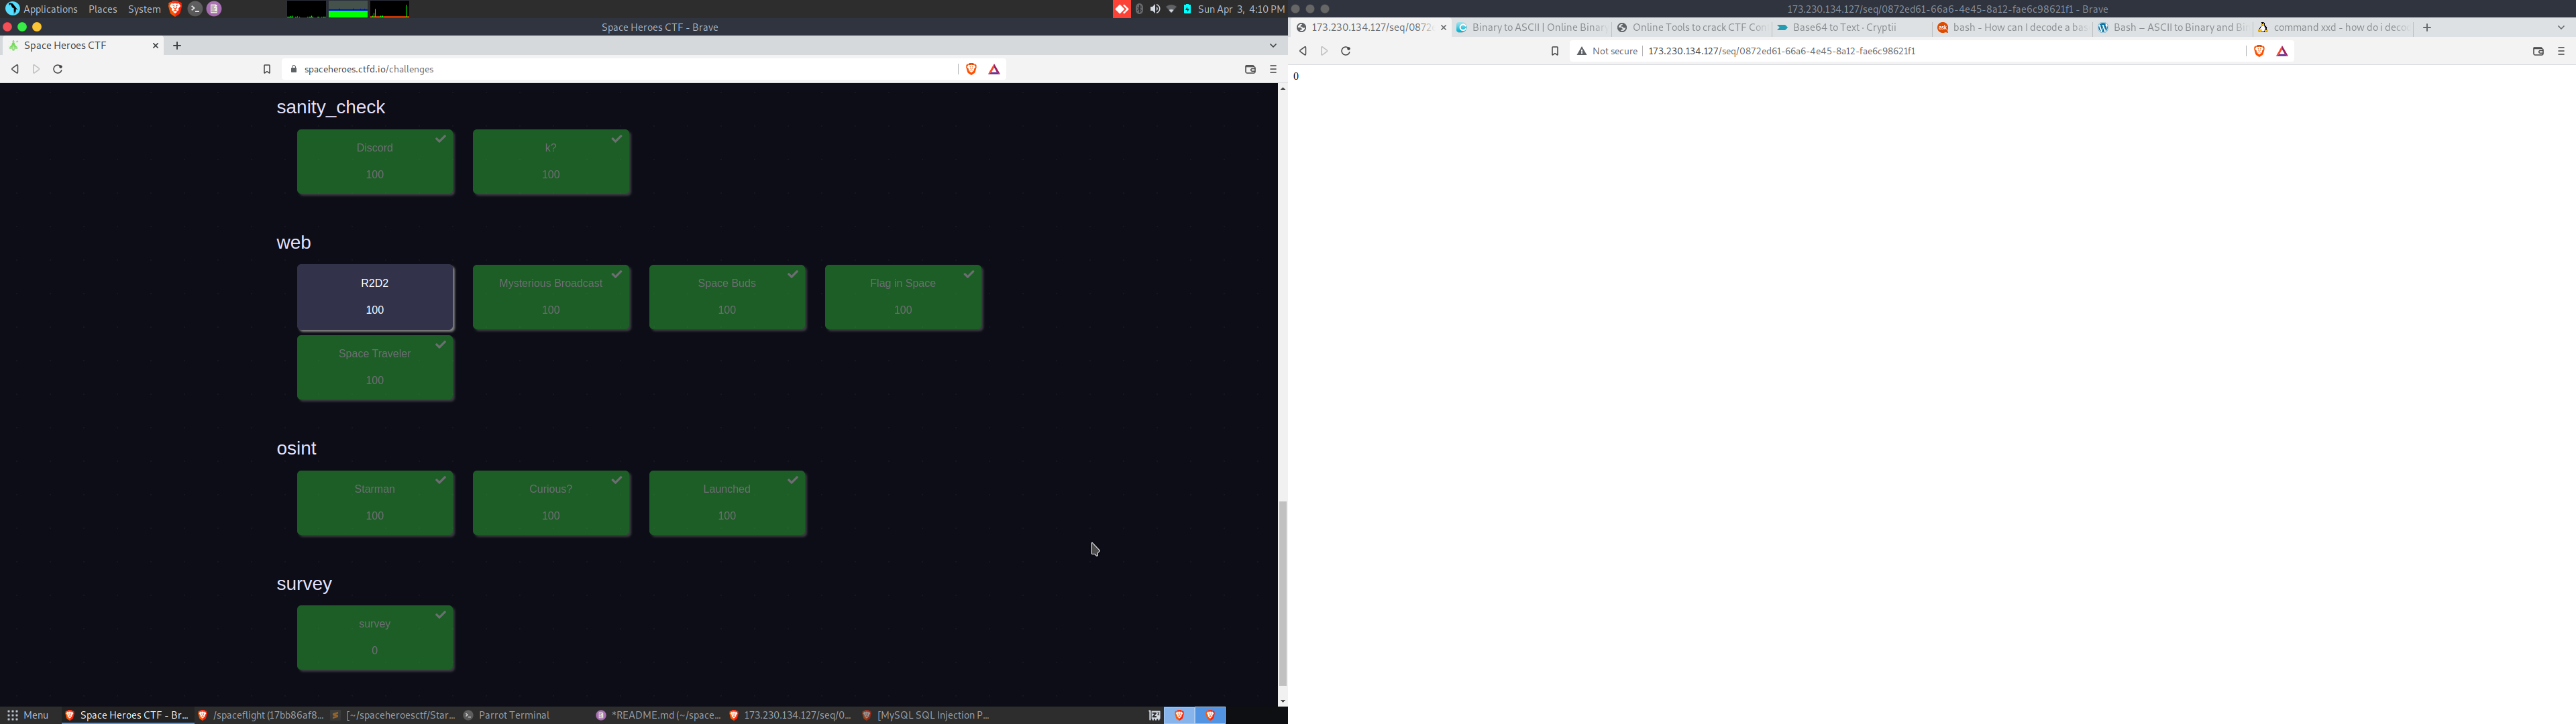 Applications Places System
Sun Apr 3, 4:10 PM
Space Heroes CTF - Brave
173.230.134.127/seq/0872ed61-66a6-4e45-8a12-fae6c98621f1 - Brave
Space Heroes CTF
173.230.134.127/seq/0872
Binary to ASCII | Online Binary
Online Tools to crack CTF Con
Base64 to Text · Cryptii
bash - How can I decode a bas
Bash – ASCII to Binary and Bi
command xxd - how do i deco
spaceheroes.ctfd.io/challenges
Not secure 173.230.134.127/seq/0872ed61-66a6-4e45-8a12-fae6c98621f1
0
sanity_check
Discord
100
k?
100
web
R2D2
100
Mysterious Broadcast
100
Space Buds
100
Flag in Space
100
Space Traveler
100
osint
Starman
100
Curious?
100
Launched
100
survey
survey
0
Menu
Space Heroes CTF - Br...
/spaceflight (17bb86af8...
[~/spaceheroesctf/Star...
Parrot Terminal
*README.md (~/space...
173.230.134.127/seq/0...
[MySQL SQL Injection P...